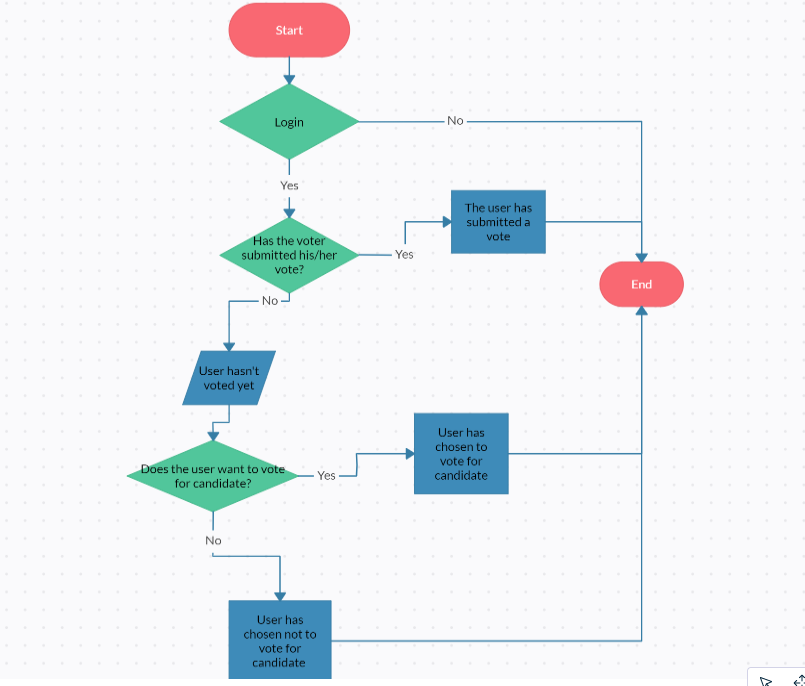 Start
Login
No
Yes
The user has
submitted a
vote
Has the voter
submitted his/her
vote?
Yes
End
No
User hasn't
voted yet
User has
chosen to
vote for
candidate
Does the user want to vote
for candidate?
Yes
No
User has
chosen not to
vote for
candidate